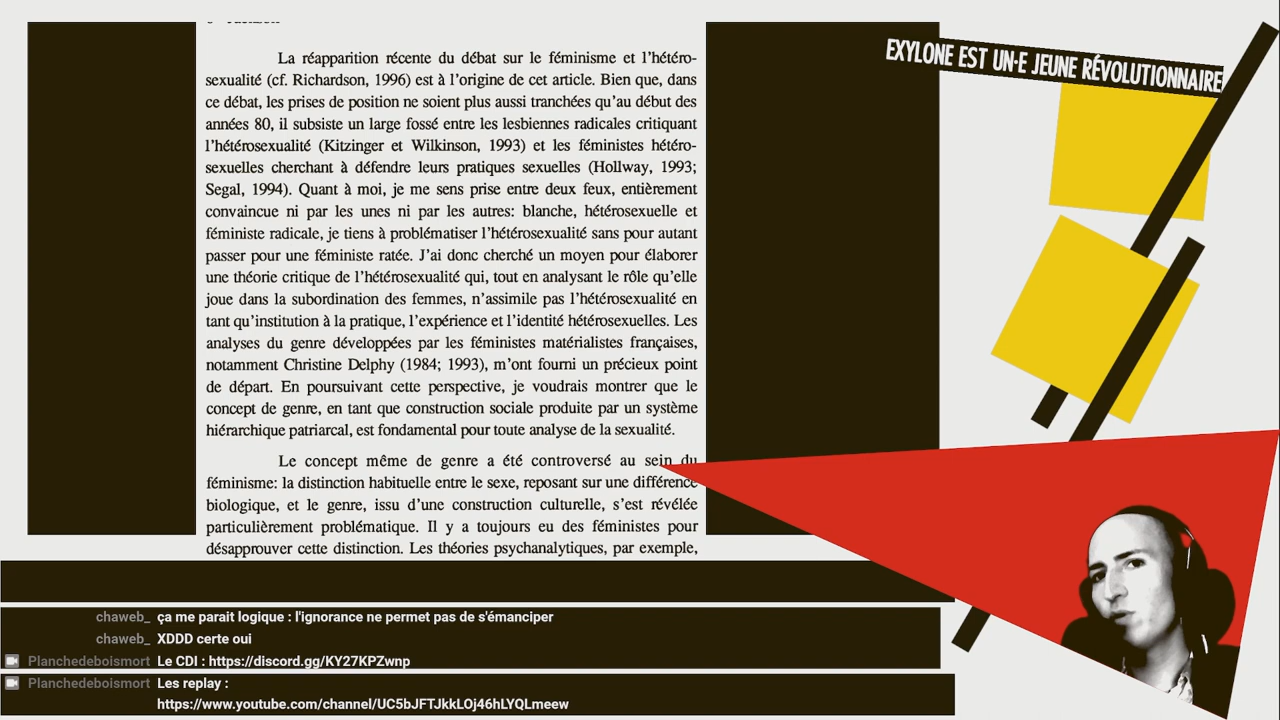 EXYLONE EST UN·E JEUNE RÉVOLUTIONNAIRE
La réapparition récente du débat sur le féminisme et l'hétéro-
sexualité (cf. Richardson, 1996) est à l'origine de cet article. Bien que, dans
ce débat, les prises de position ne soient plus aussi tranchées qu'au début des
années 80, il subsiste un large fossé entre les lesbiennes radicales critiquant
l'hétérosexualité (Kitzinger et Wilkinson, 1993) et les féministes hétéro-
sexuelles cherchant à défendre leurs pratiques sexuelles (Hollway, 1993;
Segal, 1994). Quant à moi, je me sens prise entre deux feux, entièrement
convaincue ni par les unes ni par les autres: blanche, hétérosexuelle et
féministe radicale, je tiens à problématiser l'hétérosexualité sans pour autant
passer pour une féministe ratée. J'ai donc cherché un moyen pour élaborer
une théorie critique de l'hétérosexualité qui, tout en analysant le rôle qu'elle
joue dans la subordination des femmes, n'assimile pas l'hétérosexualité en
tant qu'institution à la pratique, l'expérience et l'identité hétérosexuelles. Les
analyses du genre développées par les féministes matérialistes françaises,
notamment Christine Delphy (1984; 1993), m'ont fourni un précieux point
de départ. En poursuivant cette perspective, je voudrais montrer que le
concept de genre, en tant que construction sociale produite par un système
hiérarchique patriarcal, est fondamental pour toute analyse de la sexualité.
Le concept même de genre a été controversé au sein du
féminisme: la distinction habituelle entre le sexe, reposant sur une différence
biologique, et le genre, issu d'une construction culturelle, s'est révélée
particulièrement problématique. Il y a toujours eu des féministes pour
désapprouver cette distinction. Les théories psychanalytiques, par exemple,
chaweb_ ça me parait logique : l'ignorance ne permet pas de s'émanciper
chaweb_ XDDD certe oui
Planchedeboismort Le CDI : https://discord.gg/KY27KPZwnp
Planchedeboismort Les replay :
https://www.youtube.com/channel/UC5bJFTJkkLOj46hLYQLmeew